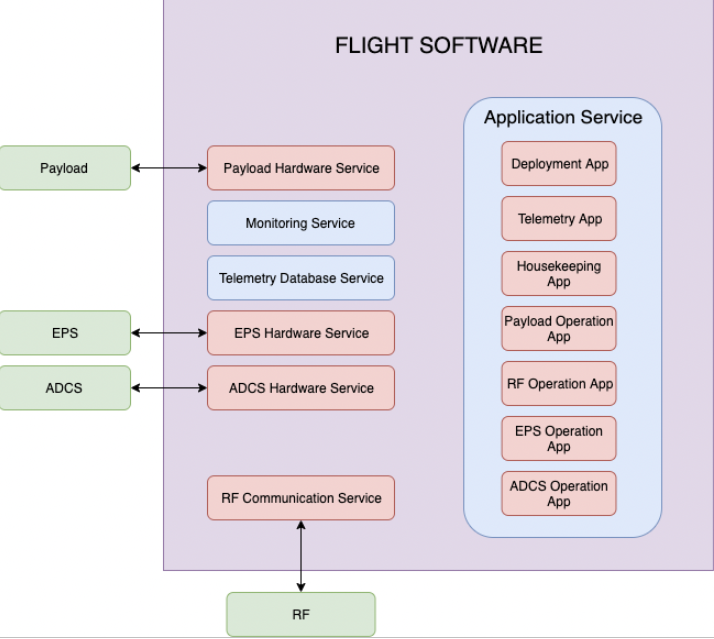 FLIGHT SOFTWARE
Application Service
Payload
Payload Hardware Service
Monitoring Service
Telemetry Database Service
EPS
EPS Hardware Service
ADCS
ADCS Hardware Service
RF Communication Service
RF
Deployment App
Telemetry App
Housekeeping
App
Payload Operation
App
RF Operation App
EPS Operation
App
ADCS Operation
App